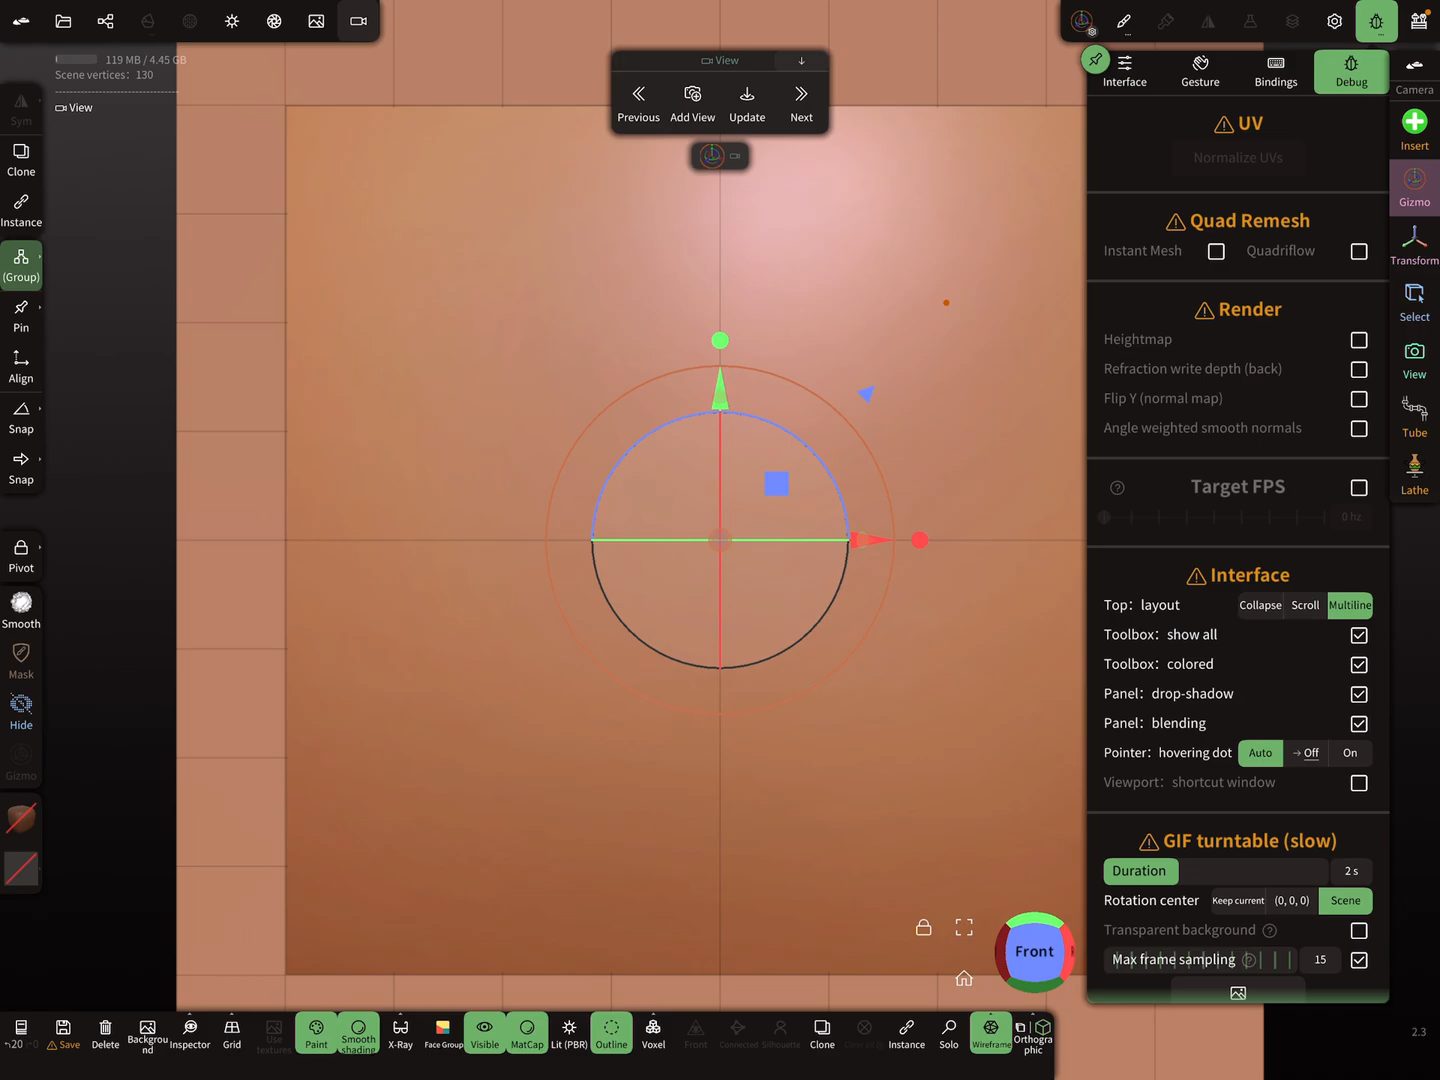 119 MB / 4.45 GB
Scene vertices: 130
View
Sym
Clone
Instance
(Group)
Pin
Align
Snap
Snap
Pivot
Smooth
Mask
Hide
Gizmo
View
Previous
Add View
Update
Next
Interface
Gesture
Bindings
Debug
UV
Normalize UVs
Quad Remesh
Instant Mesh
Quadriflow
Render
Heightmap
Refraction write depth (back)
Flip Y (normal map)
Angle weighted smooth normals
Target FPS
0 hz
Interface
Top: layout Collapse Scroll Multiline
Toolbox: show all
Toolbox: colored
Panel: drop-shadow
Panel: blending
Pointer: hovering dot Auto → Off On
Viewport: shortcut window
GIF turntable (slow)
Duration 2 s
Rotation center Keep current (0, 0, 0) Scene
Transparent background
Max frame sampling 15
Camera
Insert
Gizmo
Transform
Select
View
Tube
Lathe
Front
20 0
Save
Delete
Backgrou
nd
Inspector
Grid
Use
textures
Paint
Smooth
shading
X-Ray
Face Group
Visible
MatCap
Lit (PBR)
Outline
Voxel
Front
Connected
Silhouette
Clone
Instance
Solo
Wireframe
Orthogra
phic
2.3